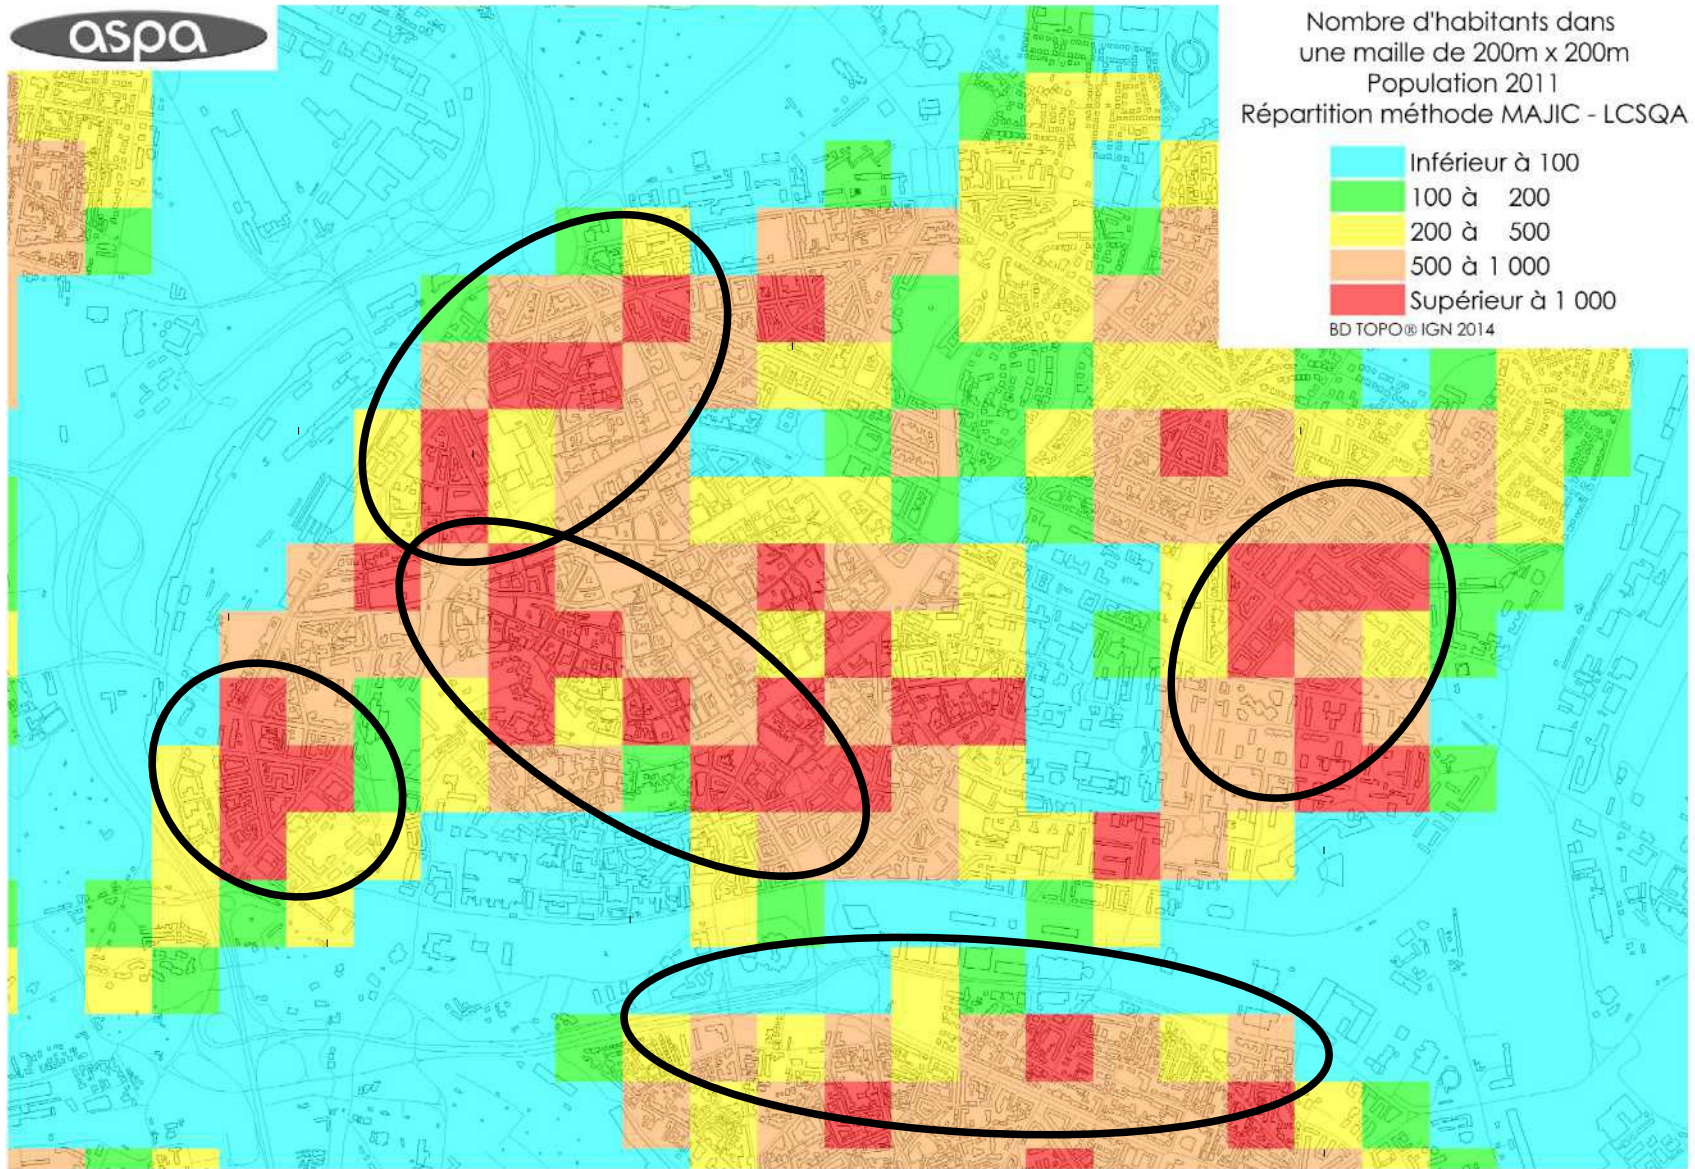 aspa
Nombre d'habitants dans
une maille de 200m x 200m
Population 2011
Répartition méthode MAJIC - LCSQA
Inférieur à 100
100 à 200
200 à 500
500 à 1 000
Supérieur à 1 000
BD TOPO® IGN 2014